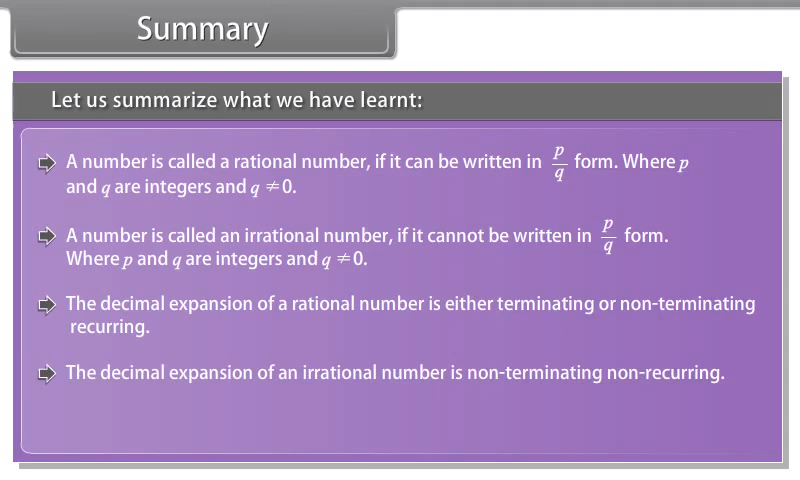 Summary
Let us summarize what we have learnt:
A number is called a rational number, if it can be written in p/q form. Where p
and q are integers and q ≠ 0.
A number is called an irrational number, if it cannot be written in p/q form.
Where p and q are integers and q ≠ 0.
The decimal expansion of a rational number is either terminating or non-terminating
recurring.
The decimal expansion of an irrational number is non-terminating non-recurring.